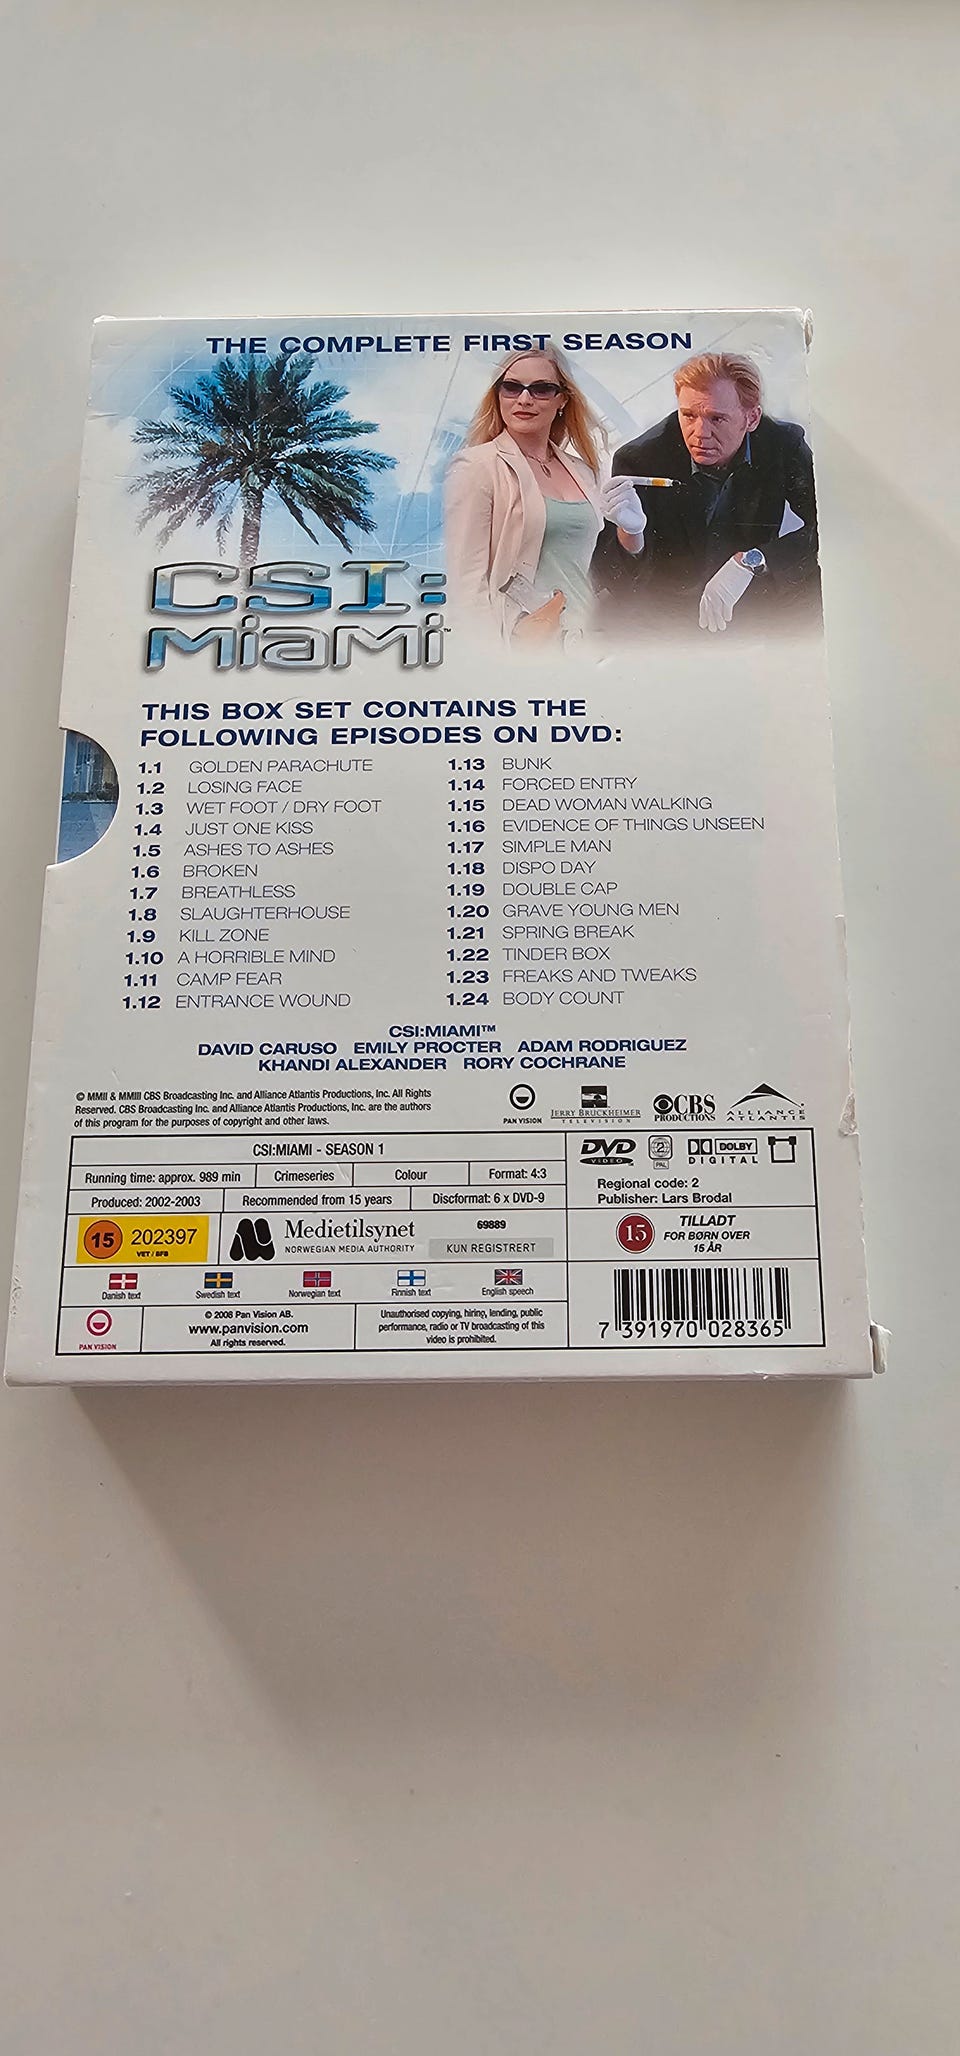 THE COMPLETE FIRST SEASON
CSI:
MiaMi™
THIS BOX SET CONTAINS THE
FOLLOWING EPISODES ON DVD:
1.1 GOLDEN PARACHUTE
1.2 LOSING FACE
1.3 WET FOOT / DRY FOOT
1.4 JUST ONE KISS
1.5 ASHES TO ASHES
1.6 BROKEN
1.7 BREATHLESS
1.8 SLAUGHTERHOUSE
1.9 KILL ZONE
1.10 A HORRIBLE MIND
1.11 CAMP FEAR
1.12 ENTRANCE WOUND
1.13 BUNK
1.14 FORCED ENTRY
1.15 DEAD WOMAN WALKING
1.16 EVIDENCE OF THINGS UNSEEN
1.17 SIMPLE MAN
1.18 DISPO DAY
1.19 DOUBLE CAP
1.20 GRAVE YOUNG MEN
1.21 SPRING BREAK
1.22 TINDER BOX
1.23 FREAKS AND TWEAKS
1.24 BODY COUNT
CSI:MIAMI™
DAVID CARUSO EMILY PROCTER ADAM RODRIGUEZ
KHANDI ALEXANDER RORY COCHRANE
© MMII & MMIII CBS Broadcasting Inc. and Alliance Atlantis Productions, Inc. All Rights
Reserved. CBS Broadcasting Inc. and Alliance Atlantis Productions, Inc. are the authors
of this program for the purposes of copyright and other laws.
PAN VISION
JERRY BRUCKHEIMER
TELEVISION
CBS
PRODUCTIONS
ALLIANCE
ATLANTIS
CSI:MIAMI - SEASON 1
Running time: approx. 989 min Crimeseries Colour Format: 4:3
Produced: 2002-2003 Recommended from 15 years Discformat: 6 x DVD-9
DVD
VIDEO
2
PAL
DOLBY
DIGITAL
Regional code: 2
Publisher: Lars Brodal
15 202397
VET / SFB
Medietilsynet
NORWEGIAN MEDIA AUTHORITY
69889
KUN REGISTRERT
15
TILLADT
FOR BØRN OVER
15 ÅR
Danish text Swedish text Norwegian text Finnish text English speech
PAN VISION
© 2006 Pan Vision AB.
www.panvision.com
All rights reserved.
Unauthorised copying, hiring, lending, public
performance, radio or TV broadcasting of this
video is prohibited.
7 391970 028365